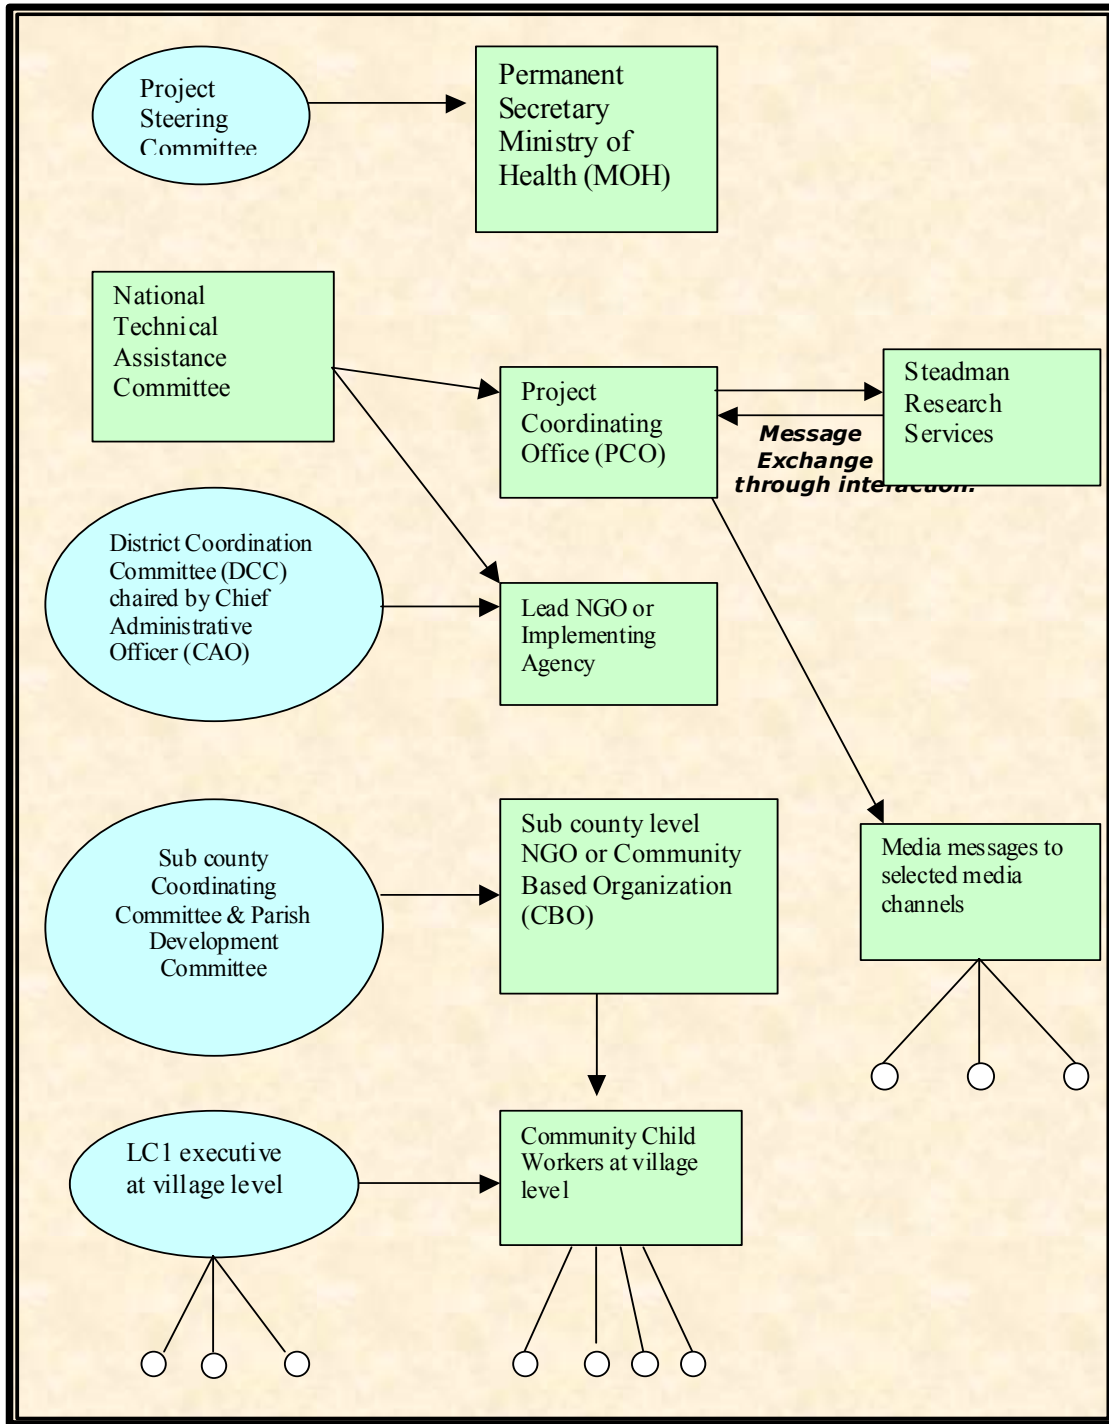 Project
Steering
Committee
Permanent
Secretary
Ministry of
Health (MOH)
National
Technical
Assistance
Committee
Project
Coordinating
Office (PCO)
Steadman
Research
Services
Message
Exchange
through interaction.
District Coordination
Committee (DCC)
chaired by Chief
Administrative
Officer (CAO)
Lead NGO or
Implementing
Agency
Sub county
Coordinating
Committee & Parish
Development
Committee
Sub county level
NGO or Community
Based Organization
(CBO)
Media messages to
selected media
channels
LC1 executive
at village level
Community Child
Workers at village
level